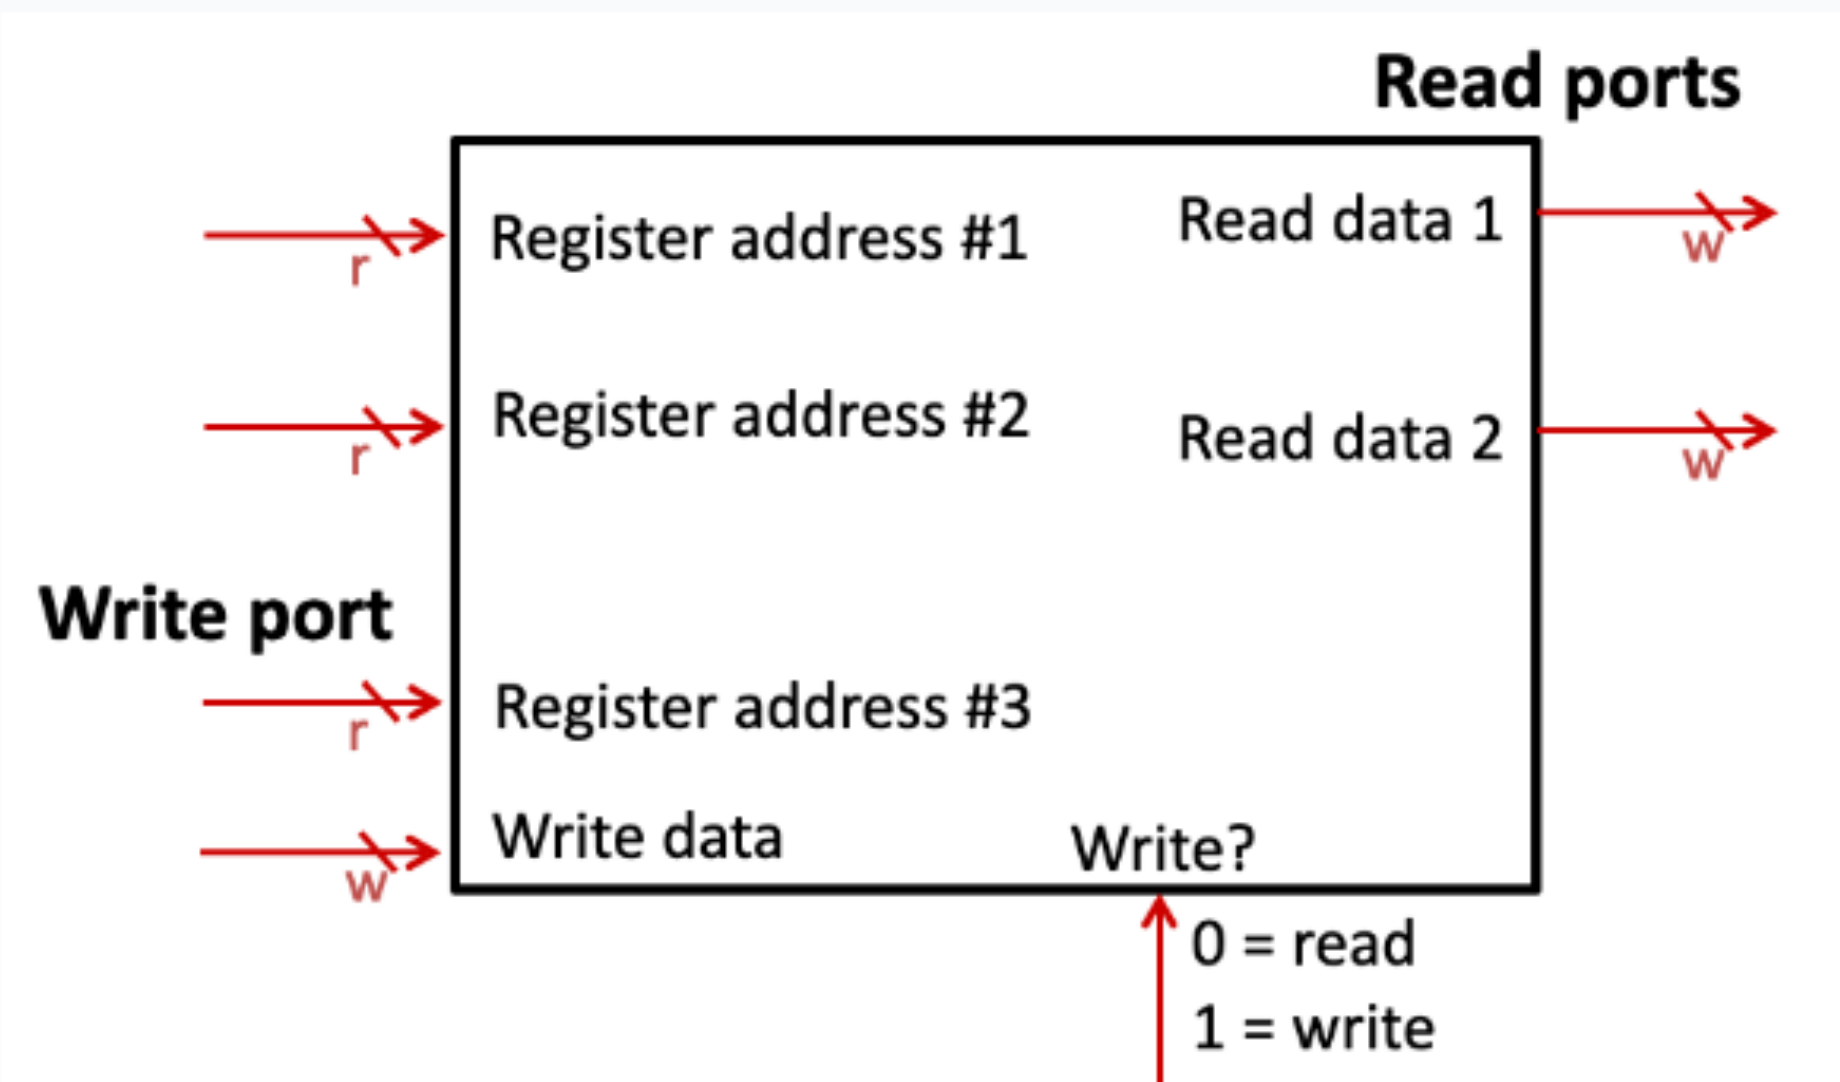 Read ports
Register address #1
Read data 1
r
w
Register address #2
Read data 2
r
w
Write port
Register address #3
r
Write data
Write?
w
0 = read
1 = write